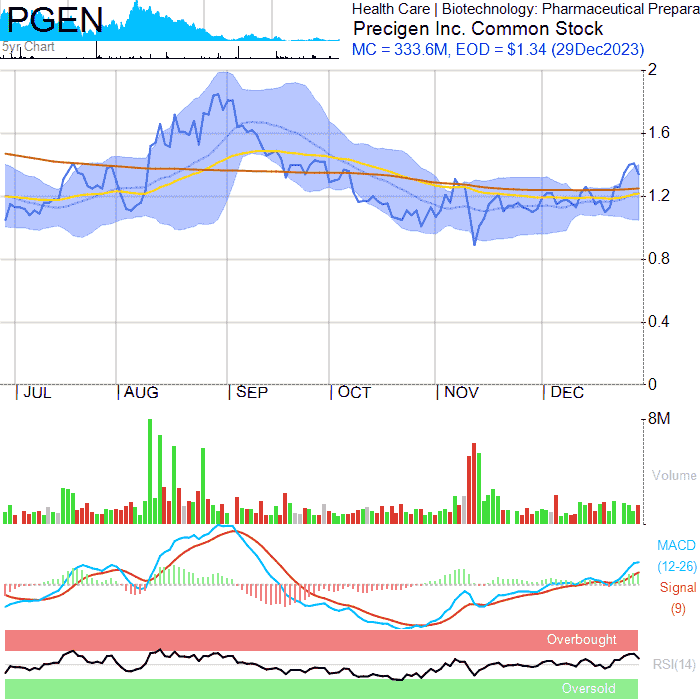 PGEN
Health Care | Biotechnology: Pharmaceutical Prepara
Precigen Inc. Common Stock
MC = 333.6M, EOD = $1.34 (29Dec2023)
5yr Chart
2
1.6
1.2
0.8
0.4
0
JUL AUG SEP OCT NOV DEC
8M
Volume
MACD
(12-26)
Signal
(9)
Overbought
RSI(14)
Oversold